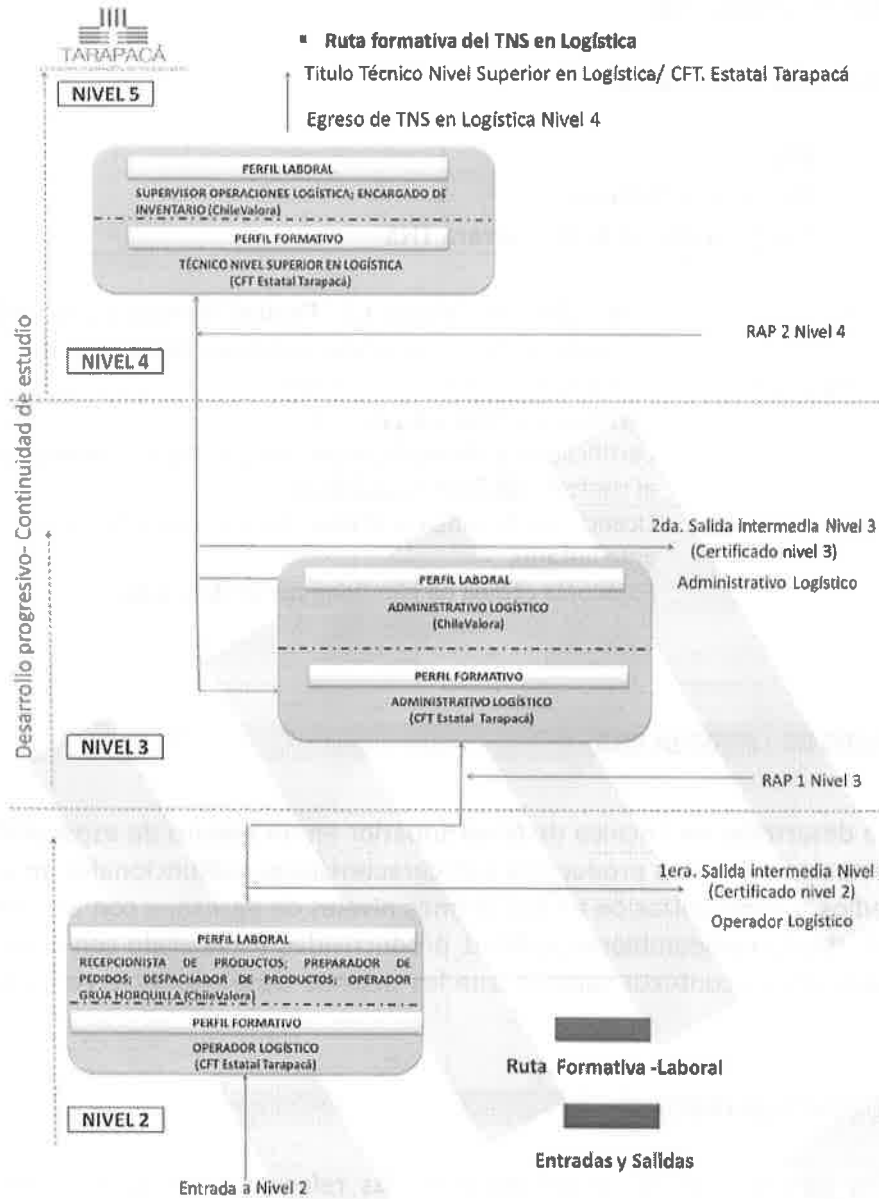 TARAPACÁ
▪ Ruta formativa del TNS en Logística
Titulo Técnico Nivel Superior en Logística/ CFT. Estatal Tarapacá
NIVEL 5
Egreso de TNS en Logística Nivel 4
PERFIL LABORAL
SUPERVISOR OPERACIONES LOGÍSTICA; ENCARGADO DE
INVENTARIO (ChileValora)
PERFIL FORMATIVO
TÉCNICO NIVEL SUPERIOR EN LOGÍSTICA
(CFT Estatal Tarapacá)
RAP 2 Nivel 4
NIVEL 4
Desarrollo progresivo- Continuidad de estudio
2da. Salida intermedia Nivel 3
(Certificado nivel 3)
Administrativo Logístico
PERFIL LABORAL
ADMINISTRATIVO LOGÍSTICO
(ChileValora)
PERFIL FORMATIVO
ADMINISTRATIVO LOGÍSTICO
(CFT Estatal Tarapacá)
NIVEL 3
RAP 1 Nivel 3
1era. Salida intermedia Nivel
(Certificado nivel 2)
Operador Logístico
PERFIL LABORAL
RECEPCIONISTA DE PRODUCTOS; PREPARADOR DE
PEDIDOS; DESPACHADOR DE PRODUCTOS; OPERADOR
GRÚA HORQUILLA (ChileValora)
PERFIL FORMATIVO
OPERADOR LOGÍSTICO
(CFT Estatal Tarapacá)
Ruta Formativa -Laboral
NIVEL 2
Entradas y Salidas
Entrada a Nivel 2